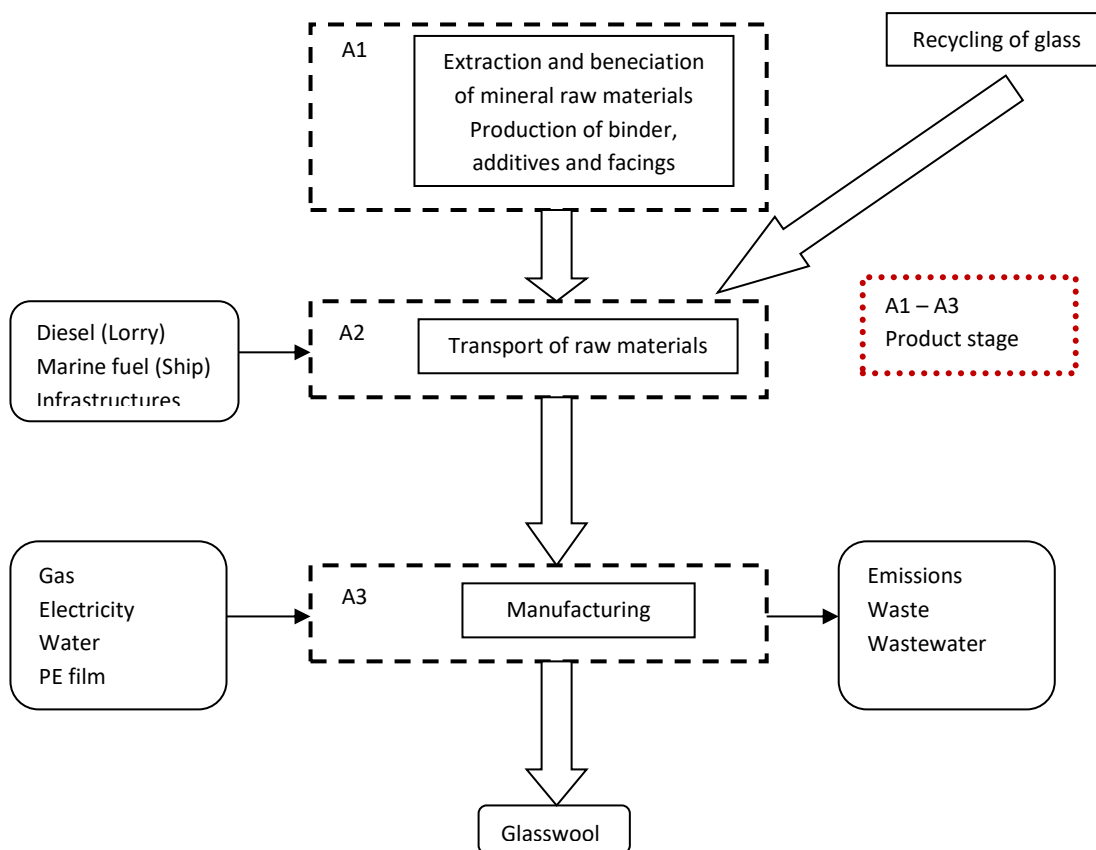 A1
Extraction and beneciation
of mineral raw materials
Production of binder,
additives and facings
Recycling of glass
A2
Transport of raw materials
Diesel (Lorry)
Marine fuel (Ship)
Infrastructures
A1 – A3
Product stage
A3
Manufacturing
Gas
Electricity
Water
PE film
Emissions
Waste
Wastewater
Glasswool